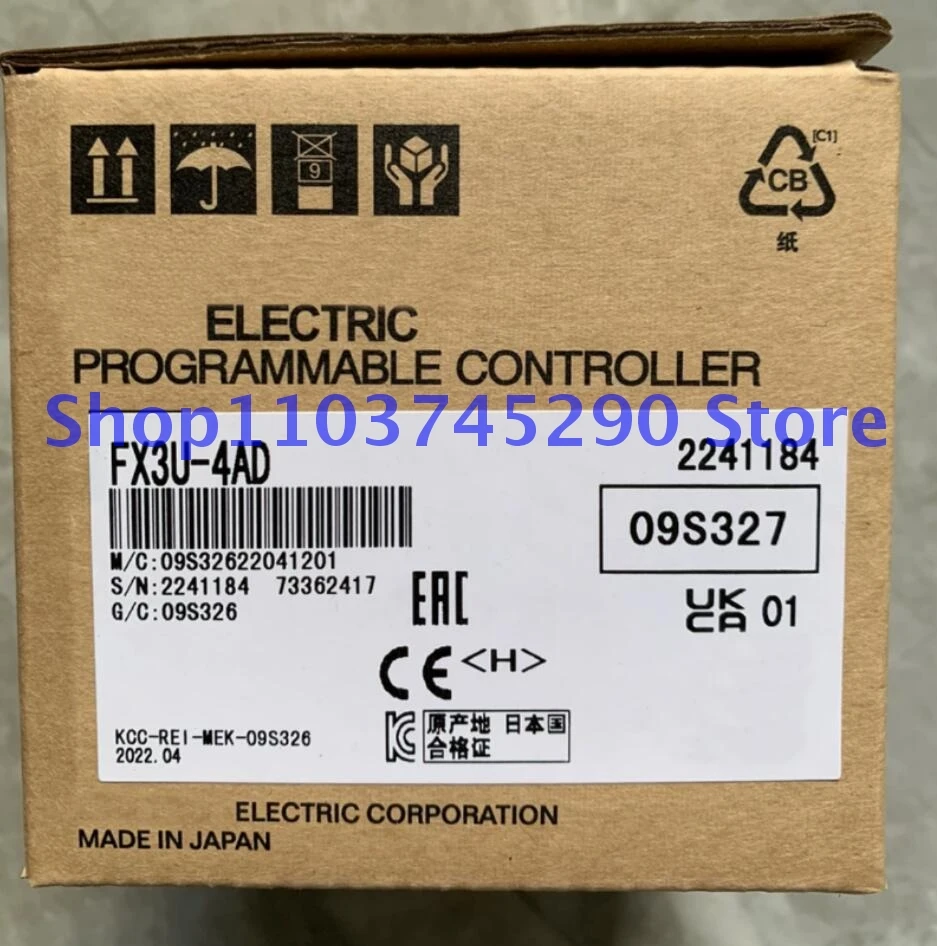 9
[C1]
CB
纸
ELECTRIC
PROGRAMMABLE CONTROLLER
Shop1103745290 Store
FX3U-4AD
2241184
09S327
M/C:09S32622041201
S/N:2241184 73362417
G/C:09S326
EAC
UK
CA 01
CE <H>
KC
原产地 日本国
合格证
KCC-REI-MEK-09S326
2022.04
ELECTRIC CORPORATION
MADE IN JAPAN